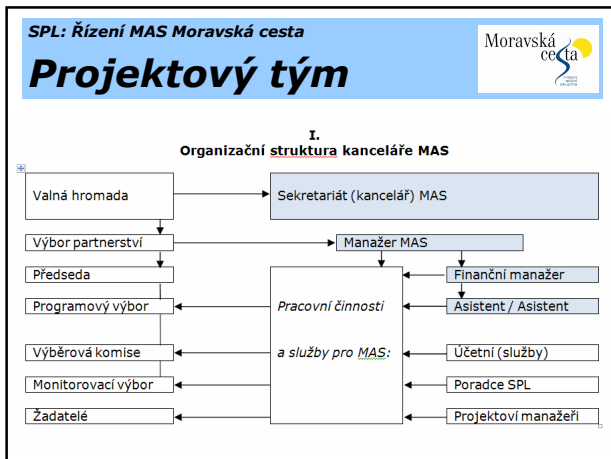 SPL: Řízení MAS Moravská cesta
Projektový tým
Moravská
cesta
I.
Organizační struktura kanceláře MAS
Valná hromada
Sekretariát (kancelář) MAS
Výbor partnerství
Manažer MAS
Předseda
Finanční manažer
Programový výbor
Pracovní činnosti
Asistent / Asistent
Výběrová komise
a služby pro MAS:
Účetní (služby)
Monitorovací výbor
Poradce SPL
Žadatelé
Projektoví manažeři